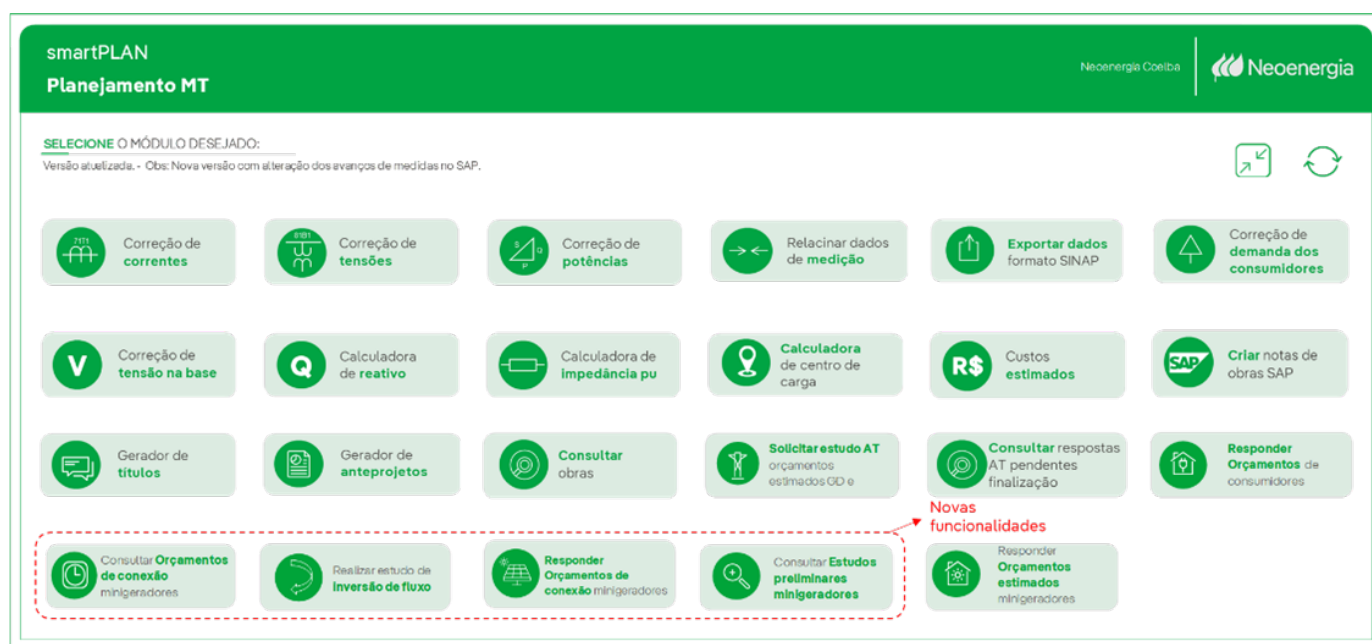 smartPLAN
Planejamento MT
Neoenergia Coelba
Neoenergia
SELECIONE O MÓDULO DESEJADO:
Versão atualizada. - Obs: Nova versão com alteração dos avanços de medidas no SAP.
Correção de
correntes
Correção de
tensões
Correção de
potências
Relacinar dados
de medição
Exportar dados
formato SINAP
Correção de
demanda dos
consumidores
V
Correção de
tensão na base
Q
Calculadora
de reativo
Calculadora de
impedância pu
Calculadora
de centro de
carga
R$
Custos
estimados
SAP
Criar notas de
obras SAP
Gerador de
títulos
Gerador de
anteprojetos
Consultar
obras
Solicitar estudo AT
orçamentos
estimados GD e
Consultar respostas
AT pendentes
finalização
Responder
Orçamentos de
consumidores
Novas
funcionalidades
Consultar Orçamentos
de conexão
minigeradores
Realizar estudo de
inversão de fluxo
Responder
Orçamentos de
conexão minigeradores
Consultar Estudos
preliminares
minigeradores
Responder
Orçamentos
estimados
minigeradores